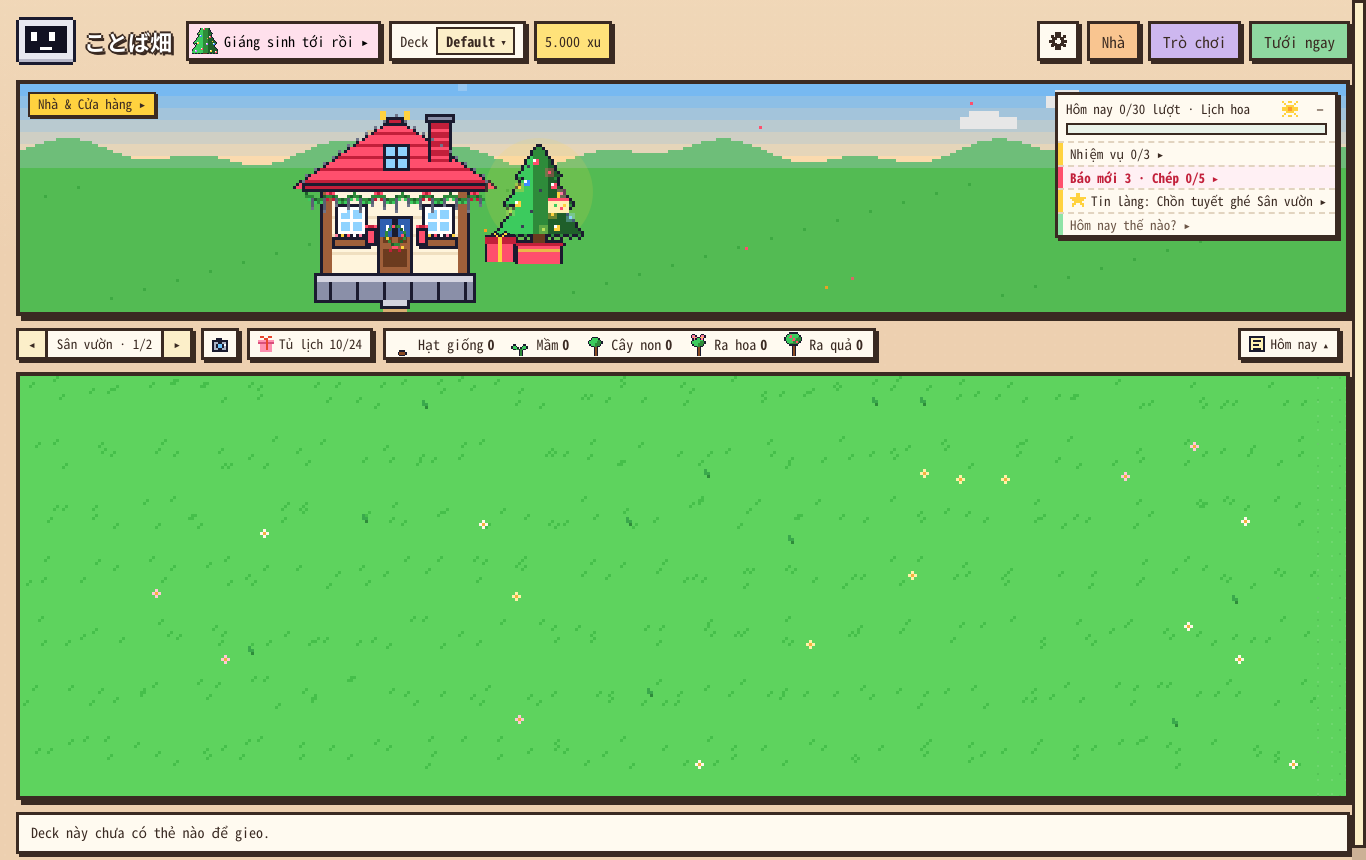 ことば畑
Giáng sinh tới rồi ▸
Deck Default ▾
5.000 xu
Nhà
Trò chơi
Tưới ngay
Nhà & Cửa hàng ▸
Hôm nay 0/30 lượt · Lịch hoa –
Nhiệm vụ 0/3 ▸
Báo mới 3 · Chép 0/5 ▸
Tin làng: Chồn tuyết ghé Sân vườn ▸
Hôm nay thế nào? ▸
◂ Sân vườn · 1/2 ▸
Tủ lịch 10/24
Hạt giống 0 Mầm 0 Cây non 0 Ra hoa 0 Ra quả 0
Hôm nay ▴
Deck này chưa có thẻ nào để gieo.